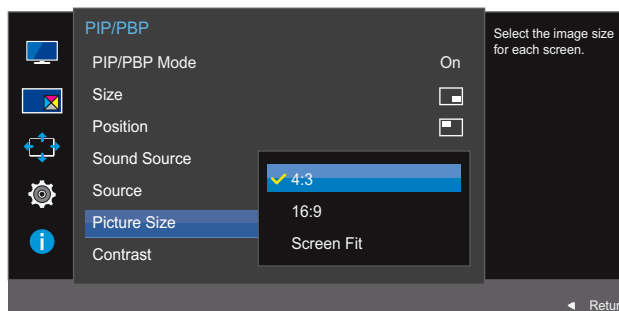 PIP/PBP
PIP/PBP Mode On
Size
Position
Sound Source
Source
Picture Size
Contrast
4:3
16:9
Screen Fit
Select the image size
for each screen.
i